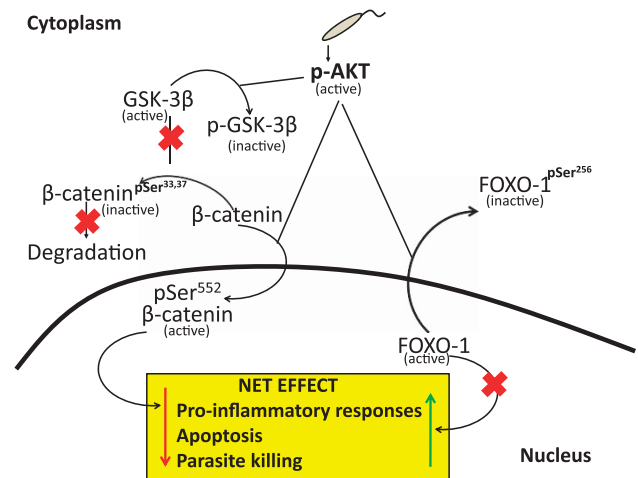 Cytoplasm
p-AKT
(active)
GSK-3β
(active)
p-GSK-3β
(inactive)
β-catenin pSer33,37
(inactive)
β-catenin
Degradation
FOXO-1 pSer256
(inactive)
pSer552
β-catenin
(active)
FOXO-1
(active)
NET EFFECT
Pro-inflammatory responses
Apoptosis
Parasite killing
Nucleus